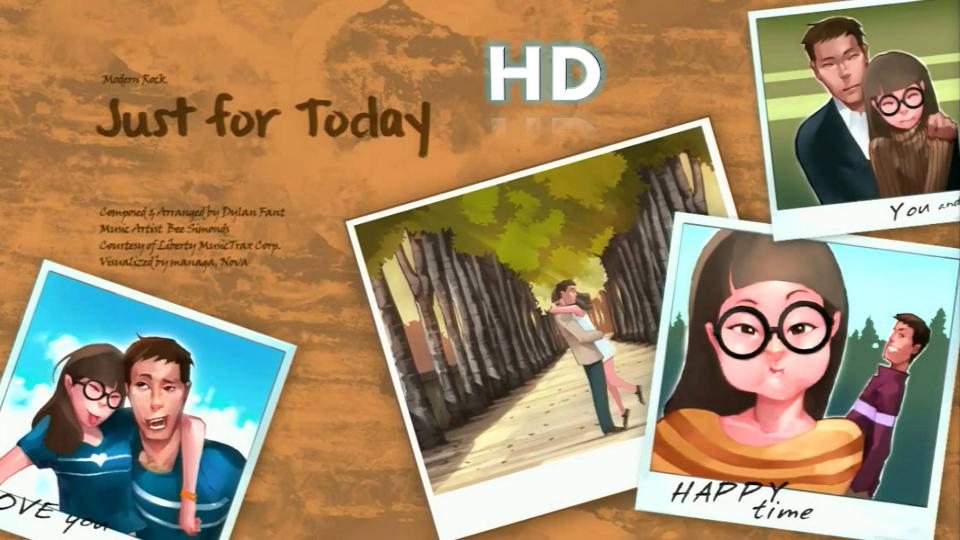 HD
Modern Rock
Just for Today
Composed & Arranged by Dylan Fant
Music Artist Bee Simonds
Courtesy of Liberty MusicTrax Corp.
Visualized by managa, Nova
You and
OVE you
HAPPY
time